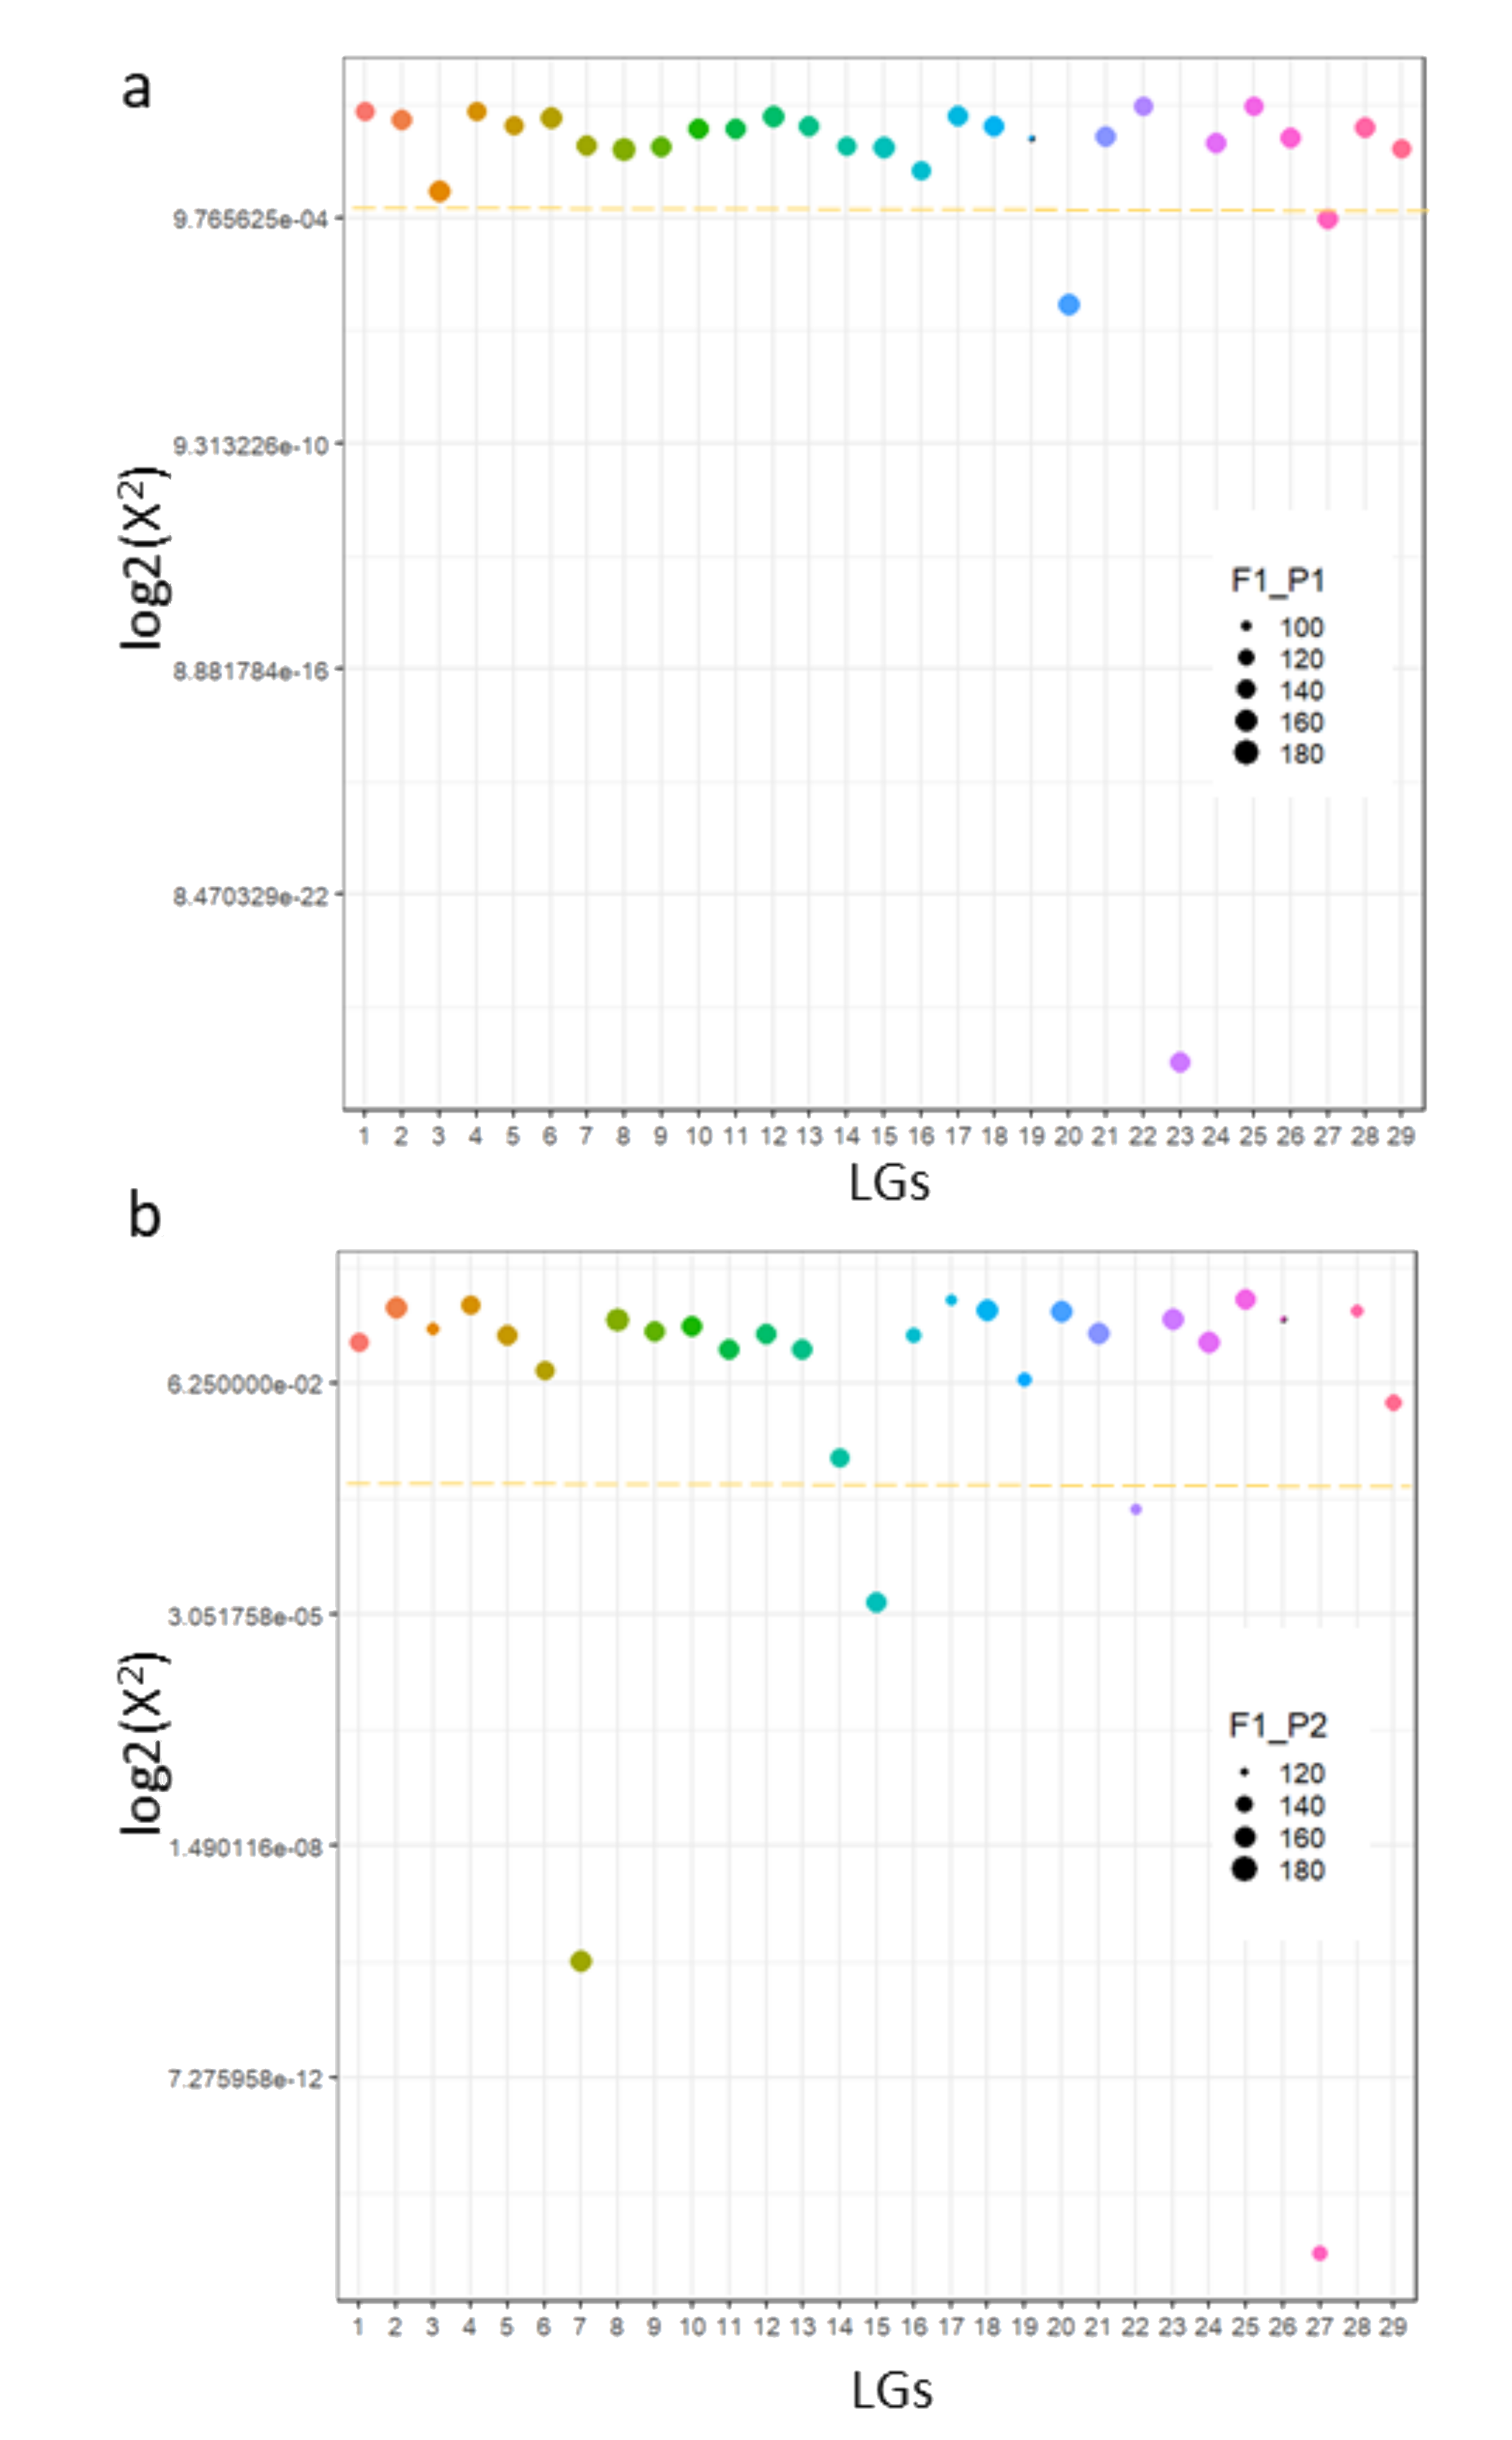 a
9.765625e-04
9.313226e-10
8.881784e-16
8.470329e-22
log2(X²)
F1_P1
100
120
140
160
180
1 2 3 4 5 6 7 8 9 10 11 12 13 14 15 16 17 18 19 20 21 22 23 24 25 26 27 28 29
LGs
b
6.250000e-02
3.051758e-05
1.490116e-08
7.275958e-12
log2(X²)
F1_P2
120
140
160
180
1 2 3 4 5 6 7 8 9 10 11 12 13 14 15 16 17 18 19 20 21 22 23 24 25 26 27 28 29
LGs